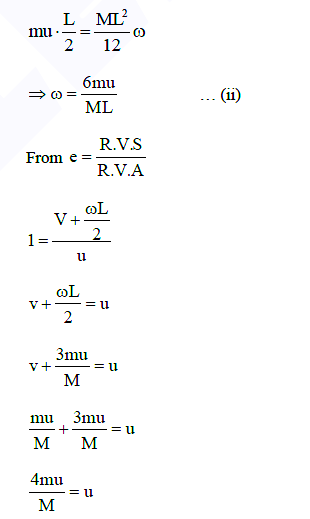 mu · L/2 = ML²/12 ω
⇒ ω = 6mu/ML … (ii)
From e = R.V.S/R.V.A
1 = (V + ωL/2)/u
v + ωL/2 = u
v + 3mu/M = u
mu/M + 3mu/M = u
4mu/M = u